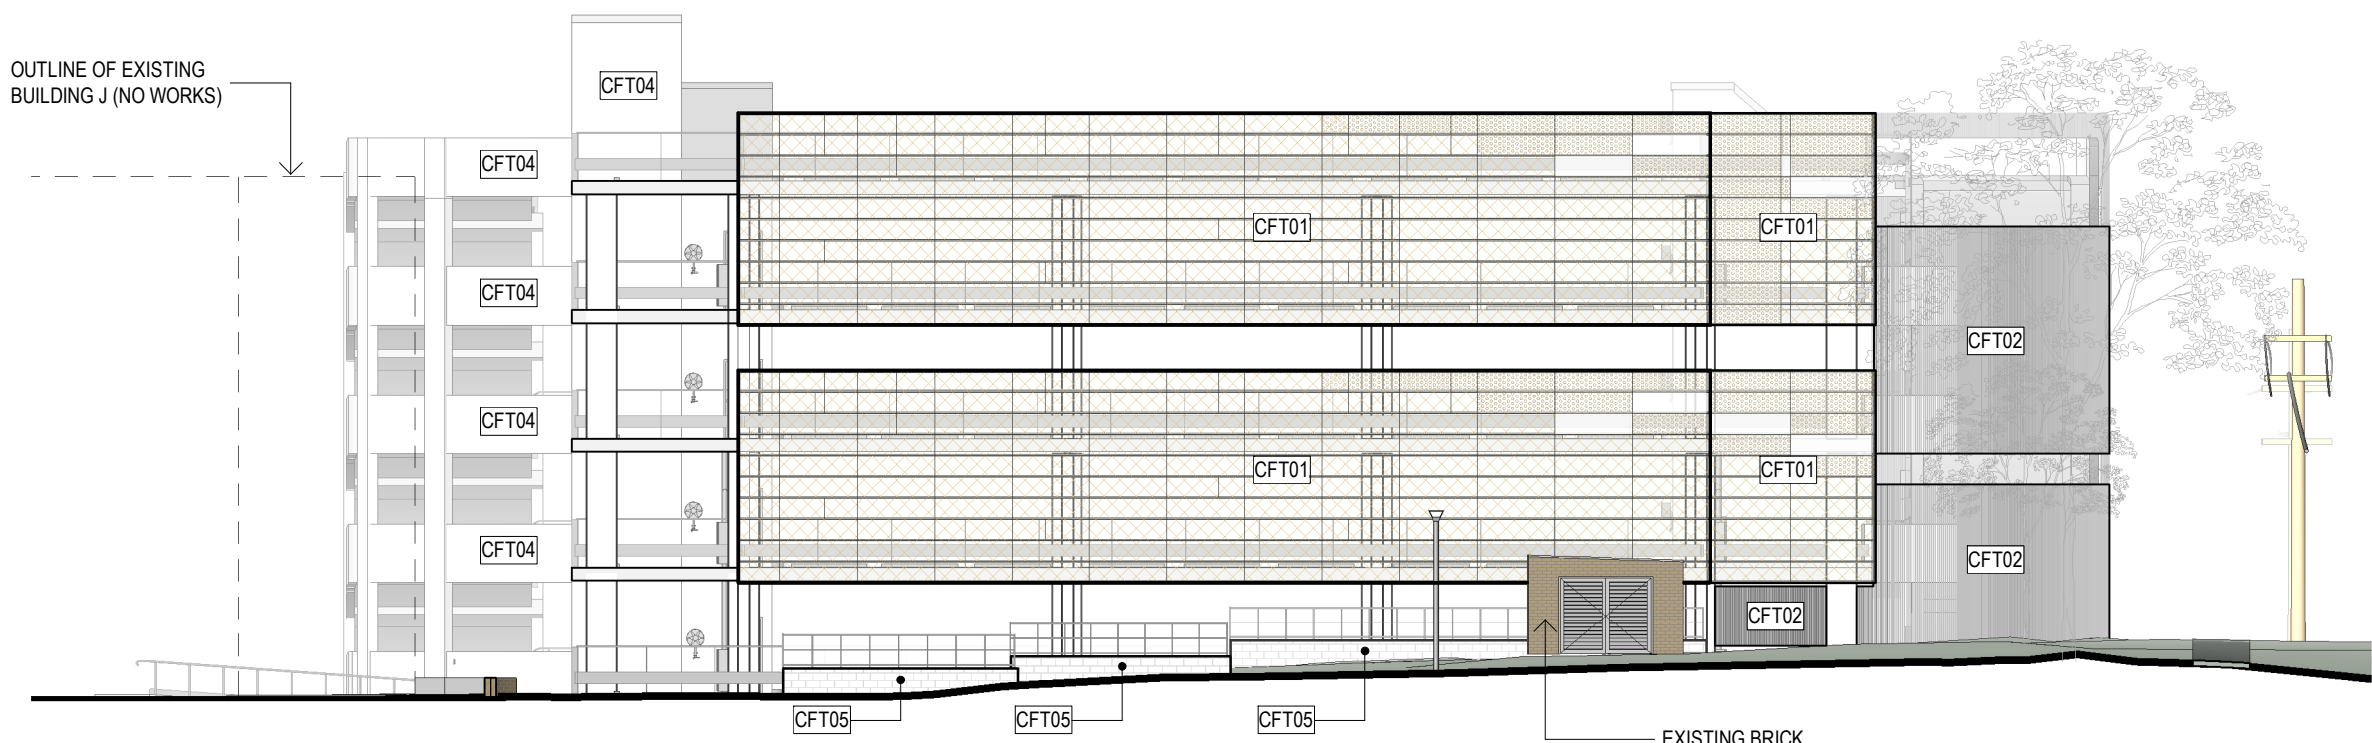 OUTLINE OF EXISTING
BUILDING J (NO WORKS)
CFT04
CFT04
CFT01
CFT01
CFT04
CFT02
CFT04
CFT01
CFT01
CFT04
CFT02
CFT02
CFT05
CFT05
CFT05
EXISTING BRICK